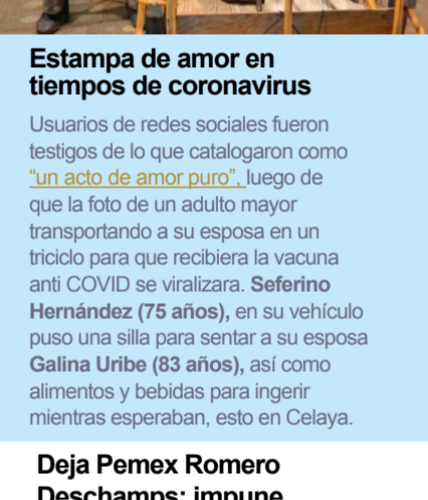 Estampa de amor en
tiempos de coronavirus
Usuarios de redes sociales fueron
testigos de lo que catalogaron como
“un acto de amor puro”, luego de
que la foto de un adulto mayor
transportando a su esposa en un
triciclo para que recibiera la vacuna
anti COVID se viralizara. Seferino
Hernández (75 años), en su vehículo
puso una silla para sentar a su esposa
Galina Uribe (83 años), así como
alimentos y bebidas para ingerir
mientras esperaban, esto en Celaya.
Deja Pemex Romero
Deschamps; impune